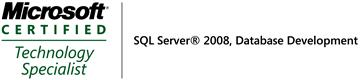 Microsoft®
CERTIFIED
Technology
Specialist
SQL Server® 2008, Database Development